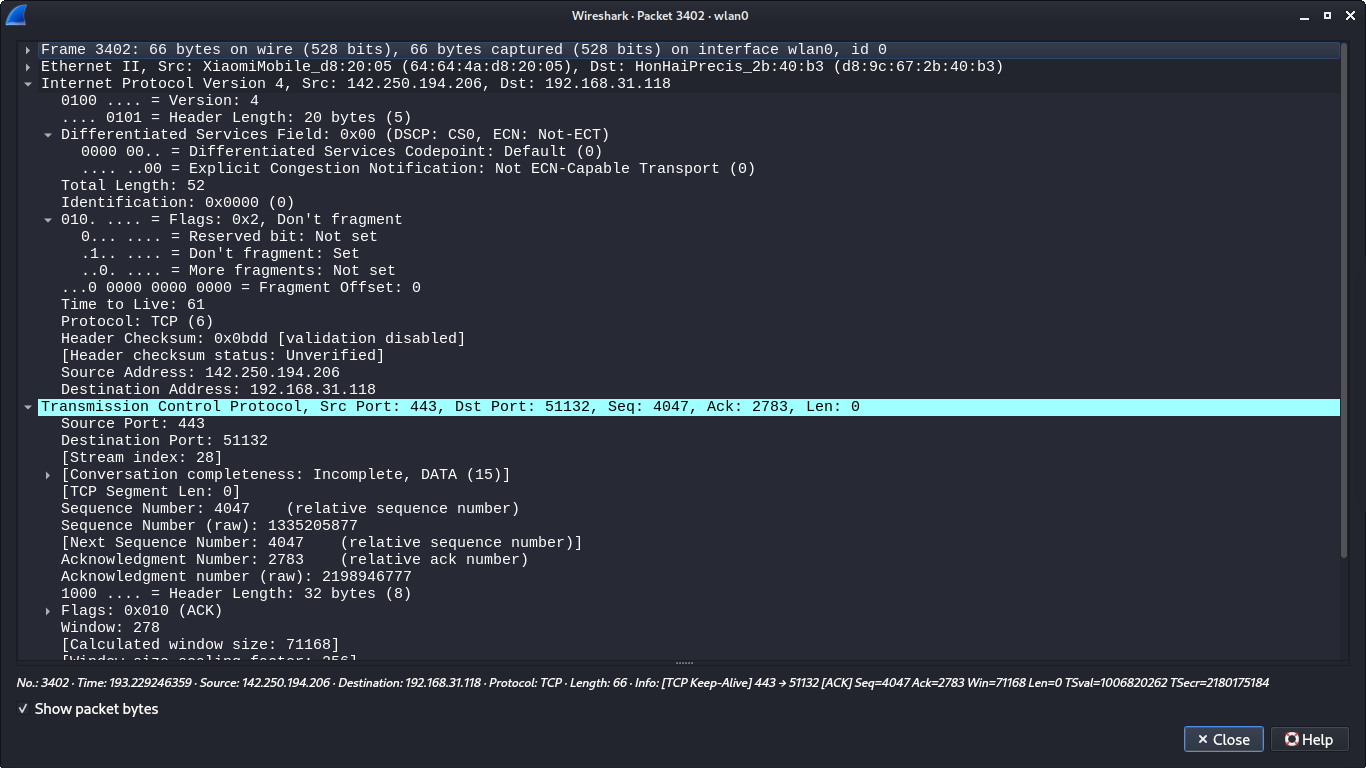 Wireshark · Packet 3402 · wlan0
Frame 3402: 66 bytes on wire (528 bits), 66 bytes captured (528 bits) on interface wlan0, id 0
Ethernet II, Src: XiaomiMobile_d8:20:05 (64:64:4a:d8:20:05), Dst: HonHaiPrecis_2b:40:b3 (d8:9c:67:2b:40:b3)
Internet Protocol Version 4, Src: 142.250.194.206, Dst: 192.168.31.118
0100 .... = Version: 4
.... 0101 = Header Length: 20 bytes (5)
Differentiated Services Field: 0x00 (DSCP: CS0, ECN: Not-ECT)
0000 00.. = Differentiated Services Codepoint: Default (0)
.... ..00 = Explicit Congestion Notification: Not ECN-Capable Transport (0)
Total Length: 52
Identification: 0x0000 (0)
010. .... = Flags: 0x2, Don't fragment
0... .... = Reserved bit: Not set
.1.. .... = Don't fragment: Set
..0. .... = More fragments: Not set
...0 0000 0000 0000 = Fragment Offset: 0
Time to Live: 61
Protocol: TCP (6)
Header Checksum: 0x0bdd [validation disabled]
[Header checksum status: Unverified]
Source Address: 142.250.194.206
Destination Address: 192.168.31.118
Transmission Control Protocol, Src Port: 443, Dst Port: 51132, Seq: 4047, Ack: 2783, Len: 0
Source Port: 443
Destination Port: 51132
[Stream index: 28]
[Conversation completeness: Incomplete, DATA (15)]
[TCP Segment Len: 0]
Sequence Number: 4047    (relative sequence number)
Sequence Number (raw): 1335205877
[Next Sequence Number: 4047    (relative sequence number)]
Acknowledgment Number: 2783    (relative ack number)
Acknowledgment number (raw): 2198946777
1000 .... = Header Length: 32 bytes (8)
Flags: 0x010 (ACK)
Window: 278
[Calculated window size: 71168]
[Window size scaling factor: 256]
No.: 3402 · Time: 193.229246359 · Source: 142.250.194.206 · Destination: 192.168.31.118 · Protocol: TCP · Length: 66 · Info: [TCP Keep-Alive] 443 → 51132 [ACK] Seq=4047 Ack=2783 Win=71168 Len=0 TSval=1006820262 TSecr=2180175184
Show packet bytes
Close
Help